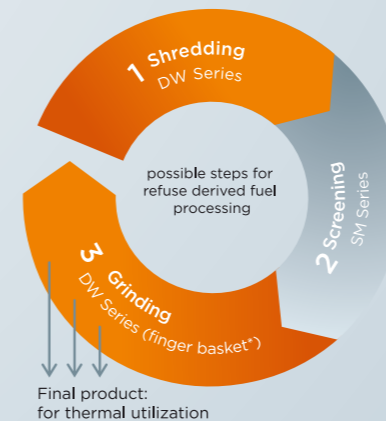 1 Shredding
DW Series
2 Screening
SM Series
3 Grinding
DW Series (finger basket*)
possible steps for
refuse derived fuel
processing
Final product:
for thermal utilization